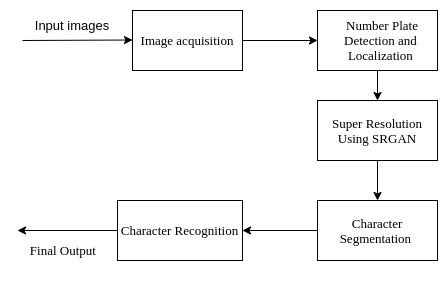 Input images
Image acquisition
Number Plate
Detection and
Localization
Super Resolution
Using SRGAN
Character
Segmentation
Character Recognition
Final Output